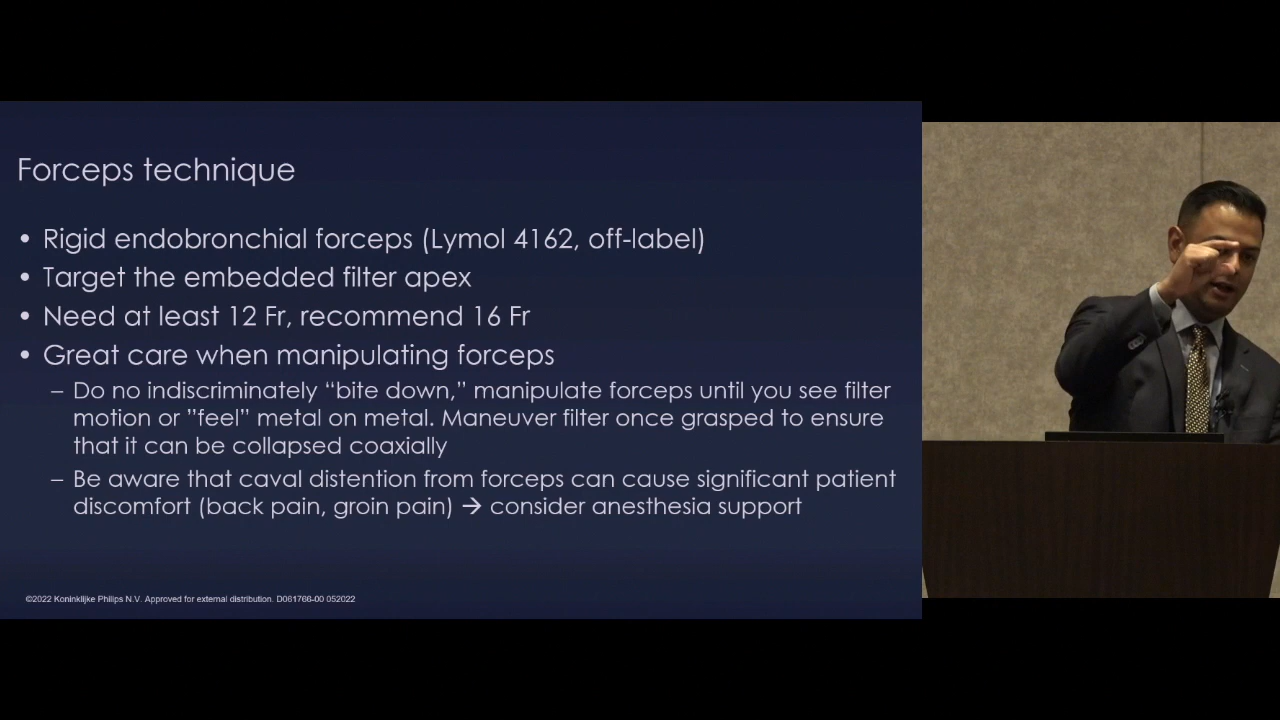 Forceps technique
• Rigid endobronchial forceps (Lymol 4162, off-label)
• Target the embedded filter apex
• Need at least 12 Fr, recommend 16 Fr
• Great care when manipulating forceps
– Do no indiscriminately “bite down,” manipulate forceps until you see filter
motion or ”feel” metal on metal. Maneuver filter once grasped to ensure
that it can be collapsed coaxially
– Be aware that caval distention from forceps can cause significant patient
discomfort (back pain, groin pain) → consider anesthesia support
©2022 Koninklijke Philips N.V. Approved for external distribution. D081766-00 052022